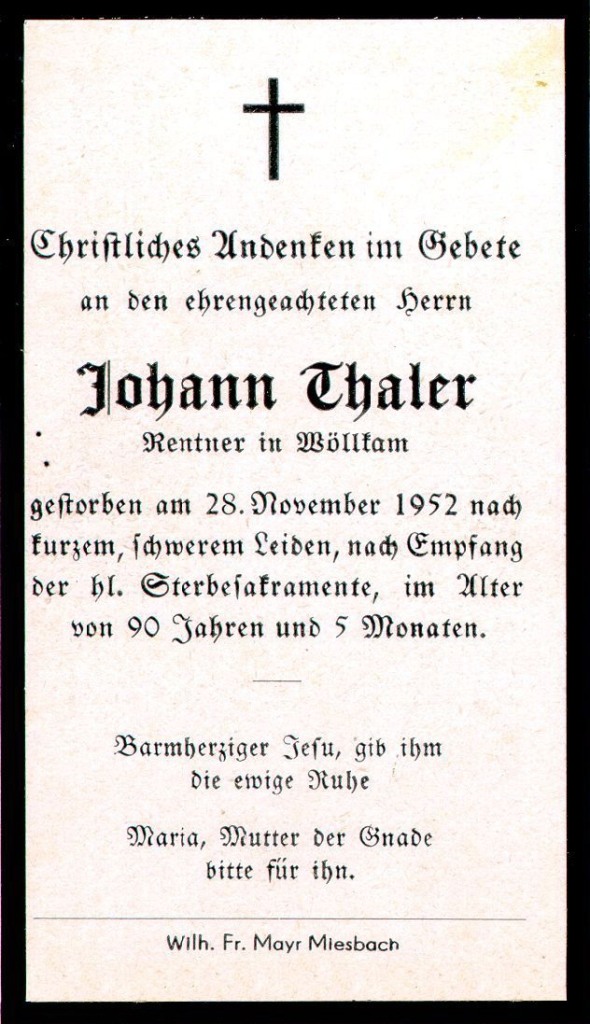 Christliches Andenken im Gebete
an den ehrengeachteten Herrn
Johann Thaler
Rentner in Wöllkam
gestorben am 28. November 1952 nach
kurzem, schwerem Leiden, nach Empfang
der hl. Sterbesakramente, im Alter
von 90 Jahren und 5 Monaten.
Barmherziger Jesu, gib ihm
die ewige Ruhe
Maria, Mutter der Gnade
bitte für ihn.
Wilh. Fr. Mayr Miesbach